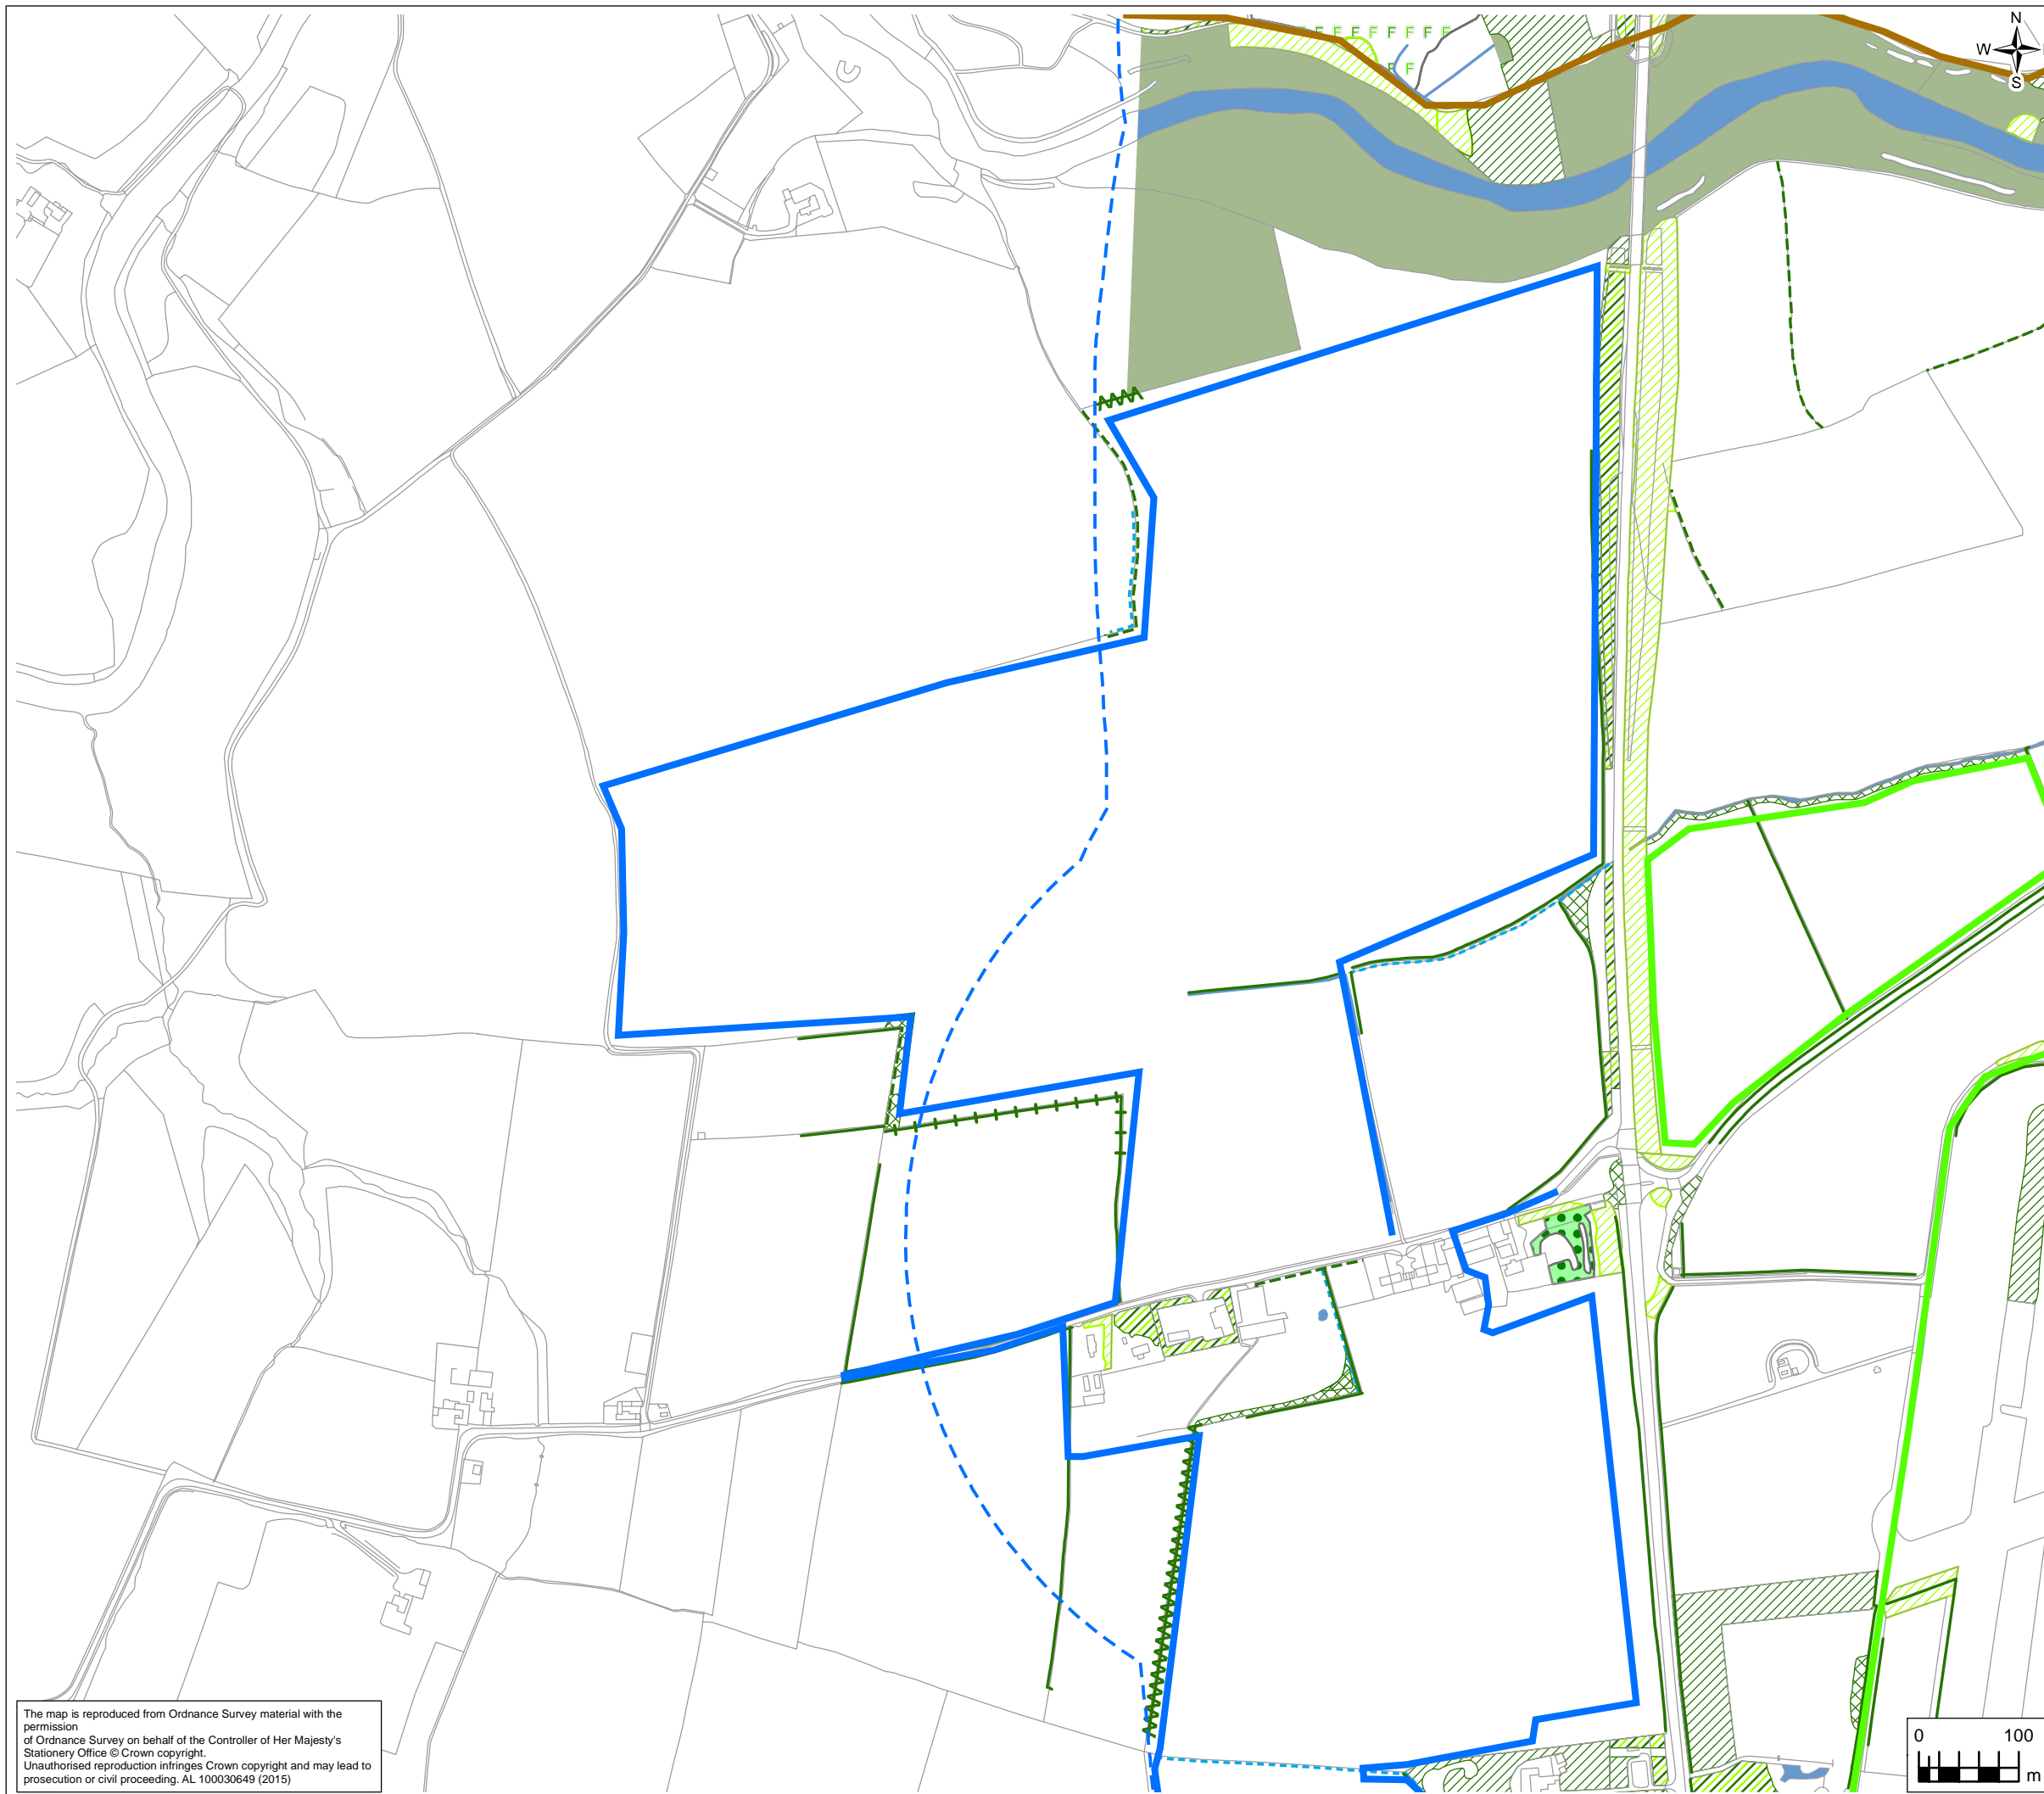 N
W
S
F F F F F F F F F
F F
The map is reproduced from Ordnance Survey material with the
permission
of Ordnance Survey on behalf of the Controller of Her Majesty's
Stationery Office © Crown copyright.
Unauthorised reproduction infringes Crown copyright and may lead to
prosecution or civil proceeding. AL 100030649 (2015)
0 100
m